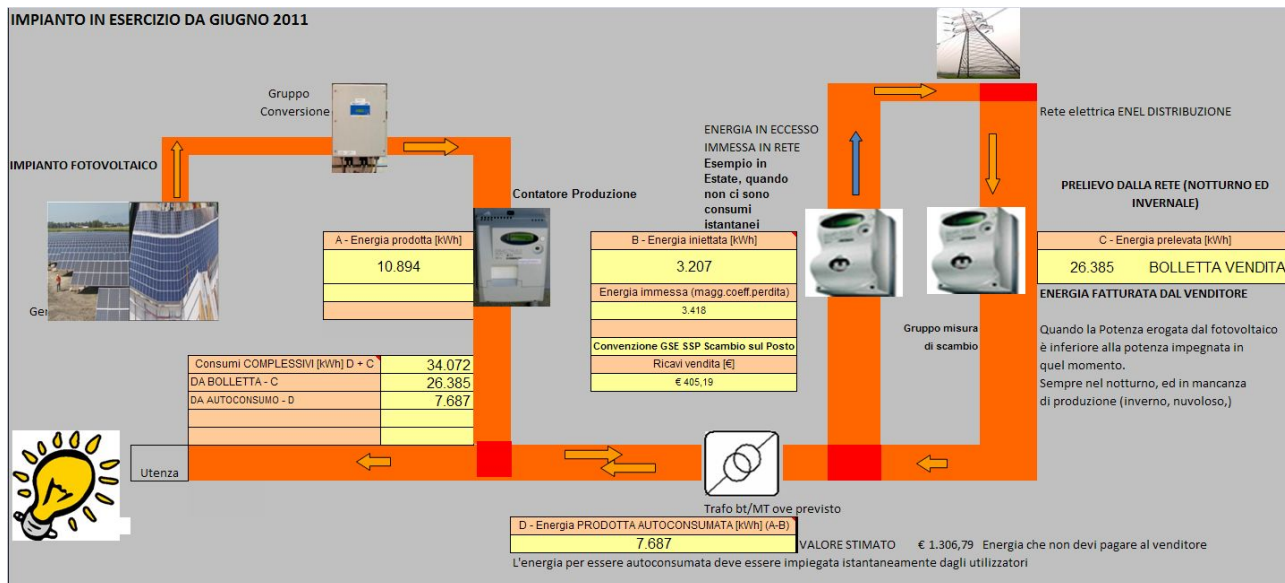 IMPIANTO IN ESERCIZIO DA GIUGNO 2011
Gruppo
Conversione
IMPIANTO FOTOVOLTAICO
Contatore Produzione
A - Energia prodotta [kWh]
10.894
ENERGIA IN ECCESSO
IMMESSA IN RETE
Esempio in
Estate, quando
non ci sono
consumi
istantanei
B - Energia iniettata [kWh]
3.207
Energia immessa (magg.coeff.perdita)
3.418
Convenzione GSE SSP Scambio sul Posto
Ricavi vendita [€]
€ 405,19
Rete elettrica ENEL DISTRIBUZIONE
PRELIEVO DALLA RETE (NOTTURNO ED
INVERNALE)
C - Energia prelevata [kWh]
26.385 BOLLETTA VENDITA
ENERGIA FATTURATA DAL VENDITORE
Gruppo misura
di scambio
Quando la Potenza erogata dal fotovoltaico
è inferiore alla potenza impegnata in
quel momento.
Sempre nel notturno, ed in mancanza
di produzione (inverno, nuvoloso,)
Consumi COMPLESSIVI [kWh] D + C 34.072
DA BOLLETTA - C 26.385
DA AUTOCONSUMO - D 7.687
Utenza
Trafo bt/MT ove previsto
D - Energia PRODOTTA AUTOCONSUMATA [kWh] (A-B)
7.687 VALORE STIMATO € 1.306,79 Energia che non devi pagare al venditore
L'energia per essere autoconsumata deve essere impiegata istantaneamente dagli utilizzatori